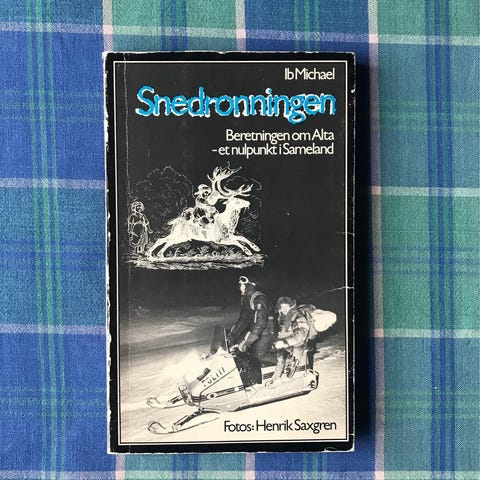 Ib Michael
Snedronningen
Beretningen om Alta
– et nulpunkt i Sameland
POLITI
Fotos: Henrik Saxgren